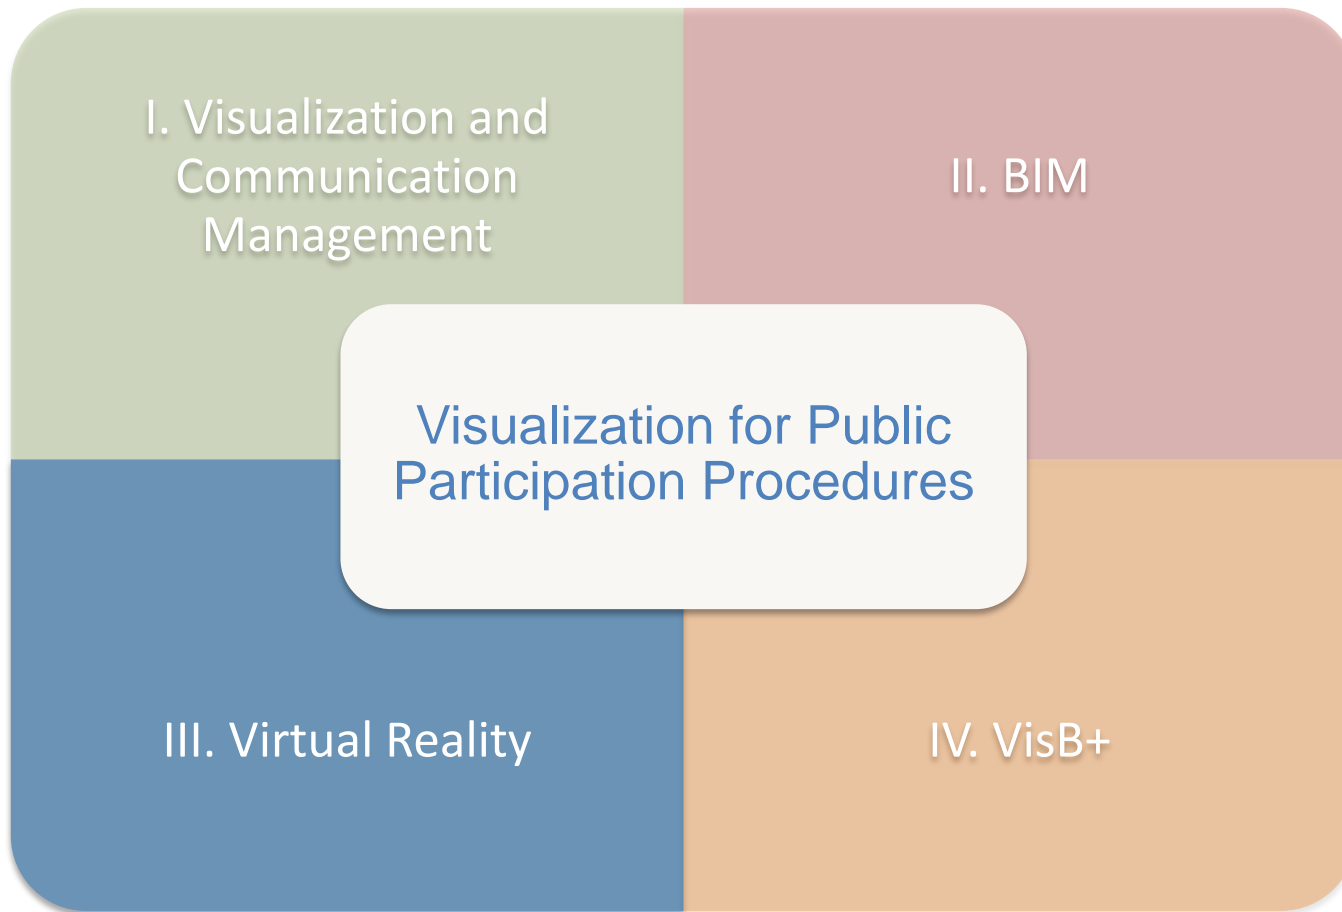 I. Visualization and
Communication
Management
II. BIM
Visualization for Public
Participation Procedures
III. Virtual Reality
IV. VisB+